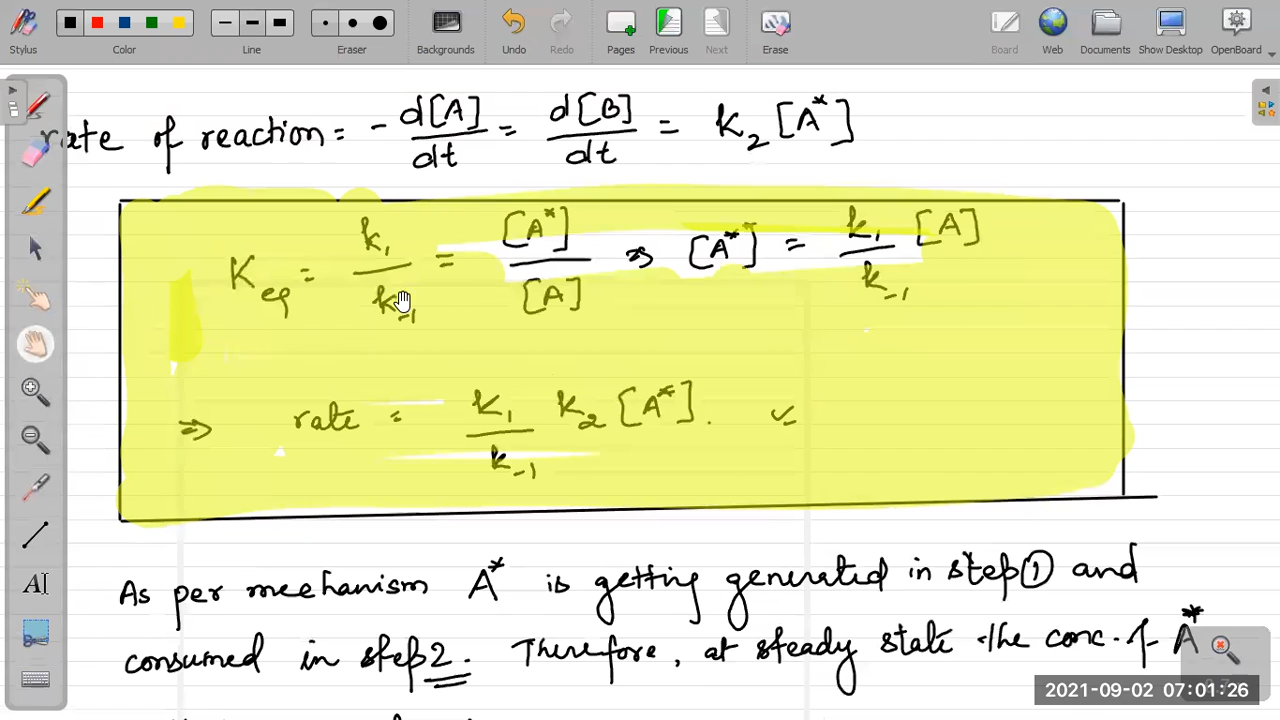 Stylus Color Line Eraser Backgrounds Undo Redo Pages Previous Next Erase Board Web Documents Show Desktop OpenBoard
rate of reaction = - d[A]/dt = d[B]/dt = k₂ [A*]
K_eq = k₁/k₋₁ = [A*]/[A] ⇒ [A*] = k₁/k₋₁ [A]
⇒ rate = k₁/k₋₁ k₂ [A*].
As per mechanism A* is getting generated in step ① and
consumed in step 2. Therefore, at steady state the conc. of A*
2021-09-02 07:01:26